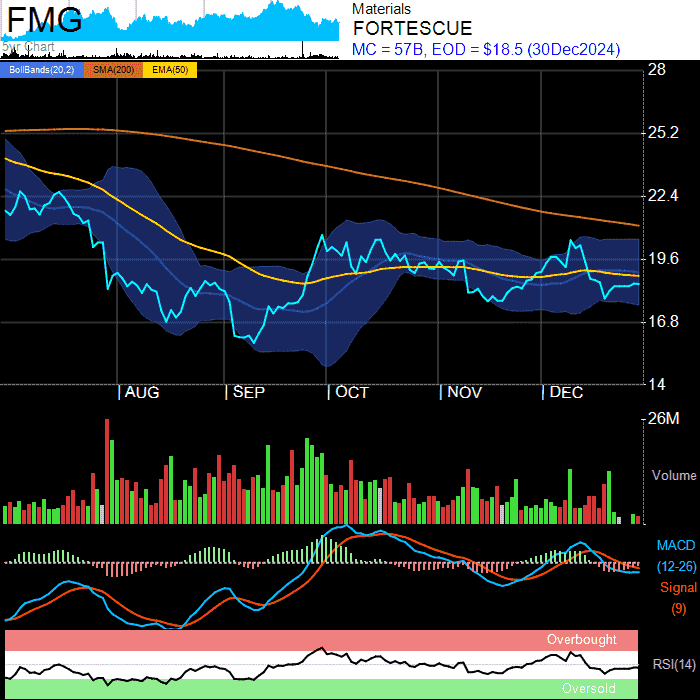 FMG
5yr Chart
Materials
FORTESCUE
MC = 57B, EOD = $18.5 (30Dec2024)
BollBands(20,2) SMA(200) EMA(50)
28
25.2
22.4
19.6
16.8
14
AUG SEP OCT NOV DEC
26M
Volume
MACD
(12-26)
Signal
(9)
Overbought
RSI(14)
Oversold